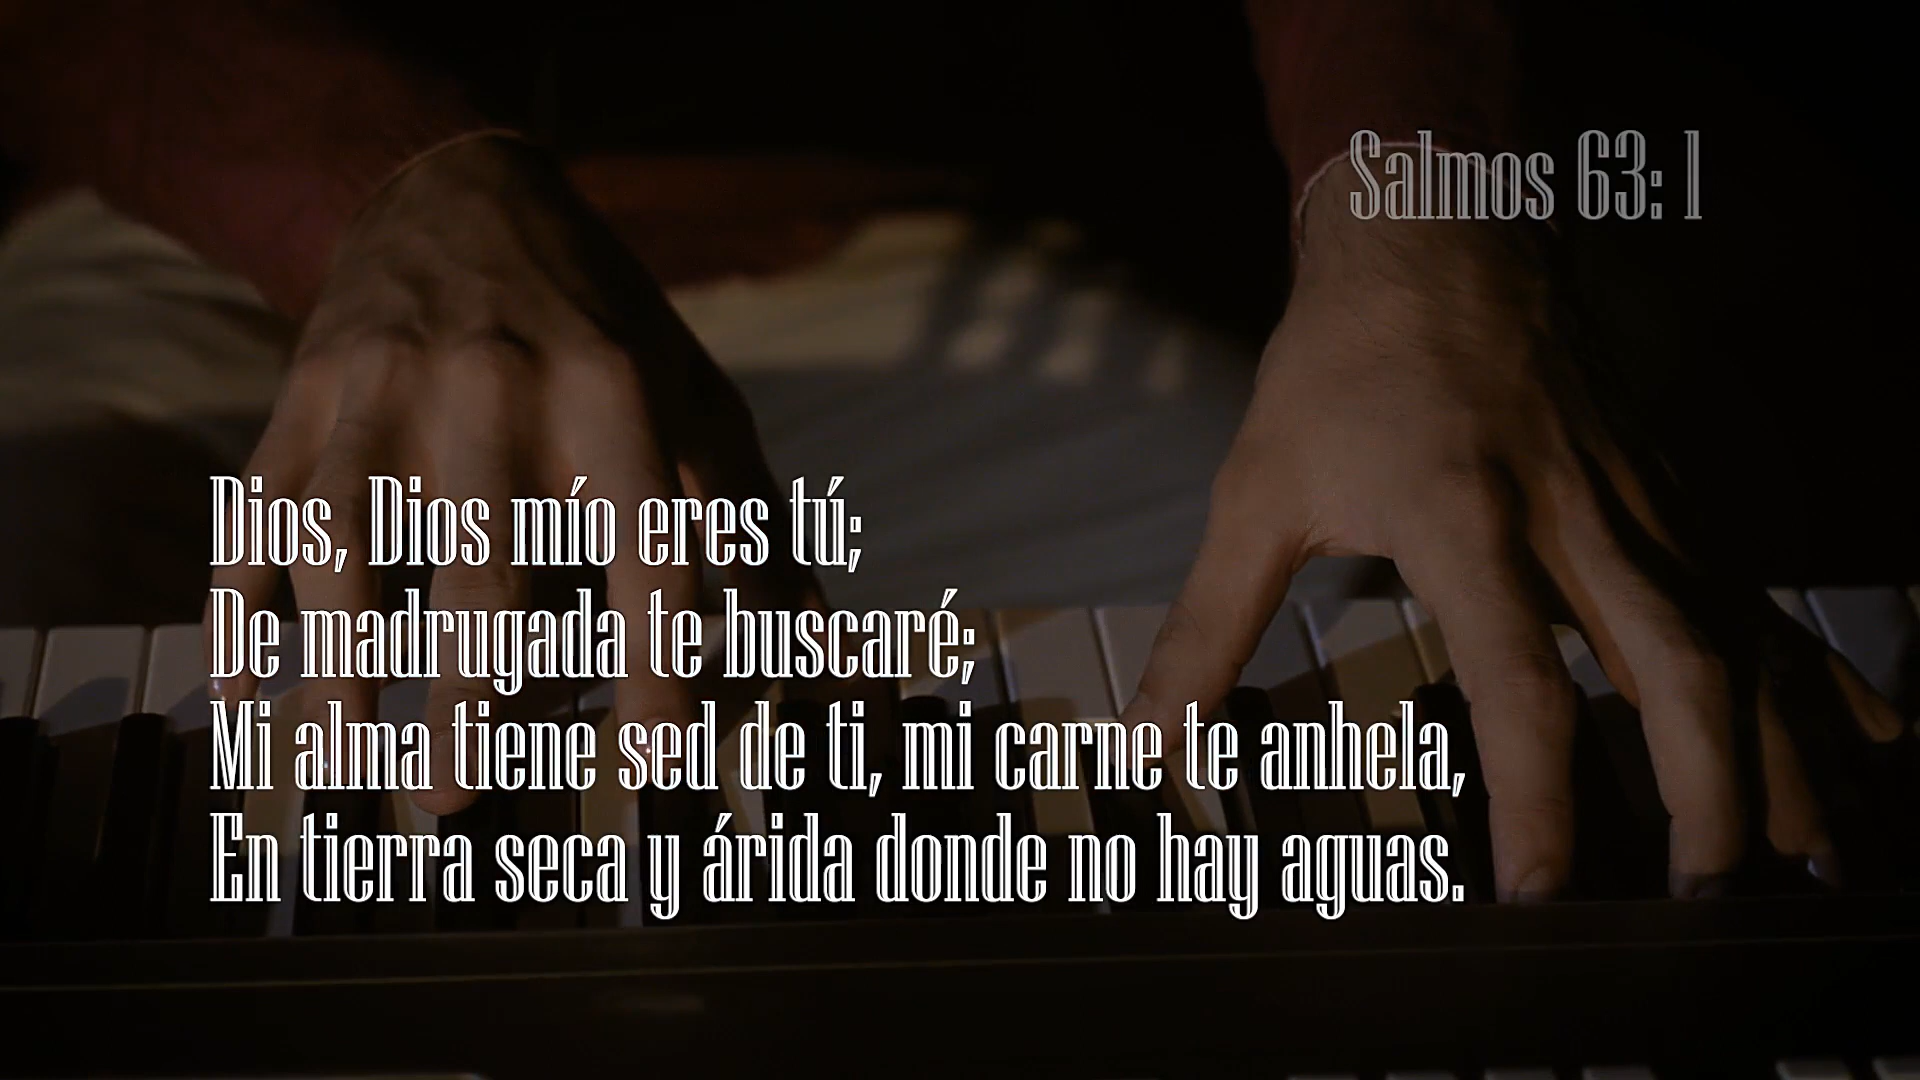 Salmos 63: 1
Dios, Dios mío eres tú;
De madrugada te buscaré;
Mi alma tiene sed de ti, mi carne te anhela,
En tierra seca y árida donde no hay aguas.